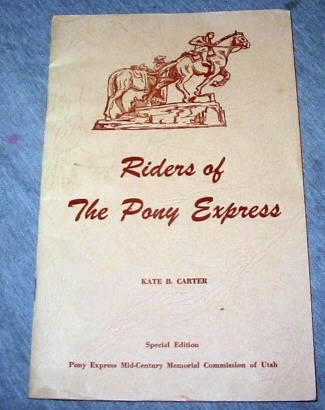 Riders of
The Pony Express
KATE B. CARTER
Special Edition
Pony Express Mid-Century Memorial Commission of Utah